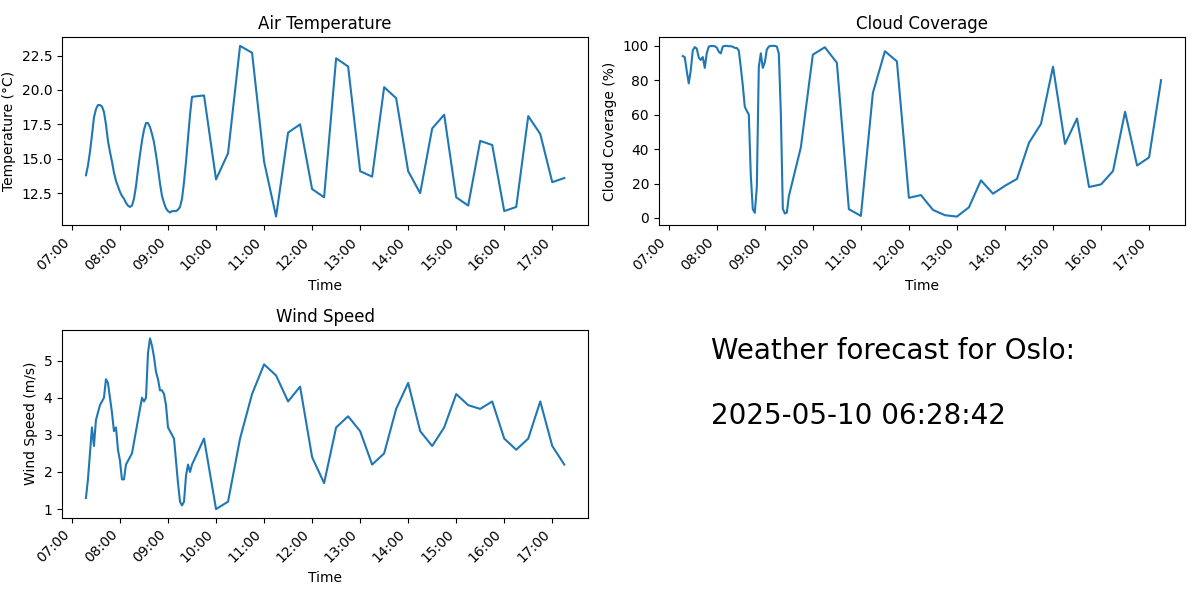 Air Temperature
Temperature (°C)
22.5
20.0
17.5
15.0
12.5
07:00 08:00 09:00 10:00 11:00 12:00 13:00 14:00 15:00 16:00 17:00
Time
Cloud Coverage
Cloud Coverage (%)
100
80
60
40
20
0
07:00 08:00 09:00 10:00 11:00 12:00 13:00 14:00 15:00 16:00 17:00
Time
Wind Speed
Wind Speed (m/s)
5
4
3
2
1
07:00 08:00 09:00 10:00 11:00 12:00 13:00 14:00 15:00 16:00 17:00
Time
Weather forecast for Oslo:
2025-05-10 06:28:42